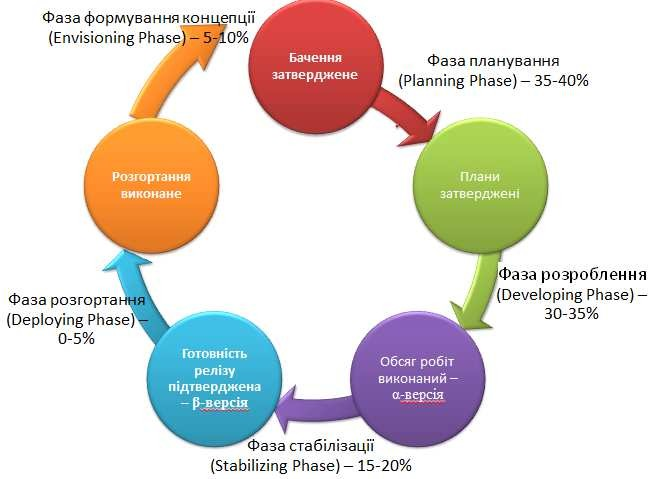 Фаза формування концепції
(Envisioning Phase) – 5-10%
Бачення
затверджене
Фаза планування
(Planning Phase) – 35-40%
Плани
затверджені
Фаза розроблення
(Developing Phase) –
30-35%
Обсяг робіт
виконаний –
α-версія
Фаза стабілізації
(Stabilizing Phase) – 15-20%
Готовність
релізу
підтверджена
– β-версія
Фаза розгортання
(Deploying Phase) –
0-5%
Розгортання
виконане